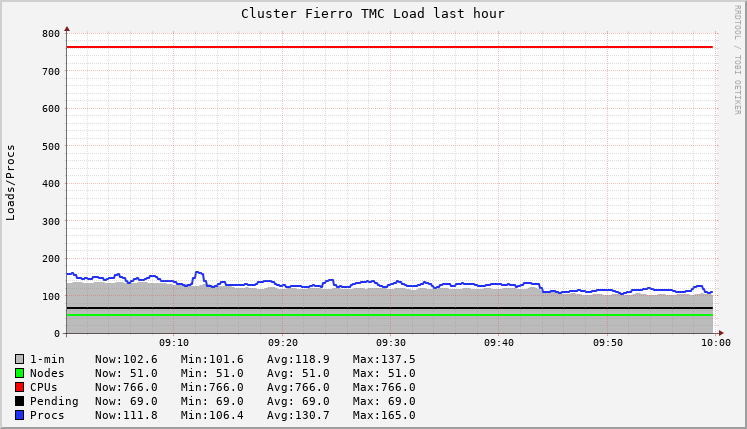 Cluster Fierro TMC Load last hour
RRDTOOL / TOBI OETIKER
Loads/Procs
800
700
600
500
400
300
200
100
0
09:10 09:20 09:30 09:40 09:50 10:00
1-min Now:102.6 Min:101.6 Avg:118.9 Max:137.5
Nodes Now: 51.0 Min: 51.0 Avg: 51.0 Max: 51.0
CPUs Now:766.0 Min:766.0 Avg:766.0 Max:766.0
Pending Now: 69.0 Min: 69.0 Avg: 69.0 Max: 69.0
Procs Now:111.8 Min:106.4 Avg:130.7 Max:165.0